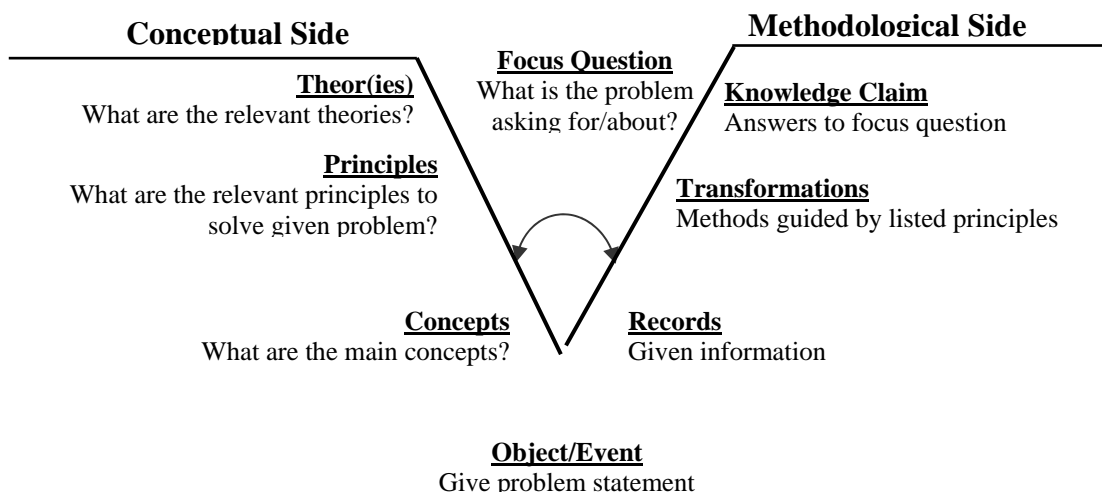 Conceptual Side
Theor(ies)
What are the relevant theories?
Principles
What are the relevant principles to
solve given problem?
Concepts
What are the main concepts?
Focus Question
What is the problem
asking for/about?
Methodological Side
Knowledge Claim
Answers to focus question
Transformations
Methods guided by listed principles
Records
Given information
Object/Event
Give problem statement